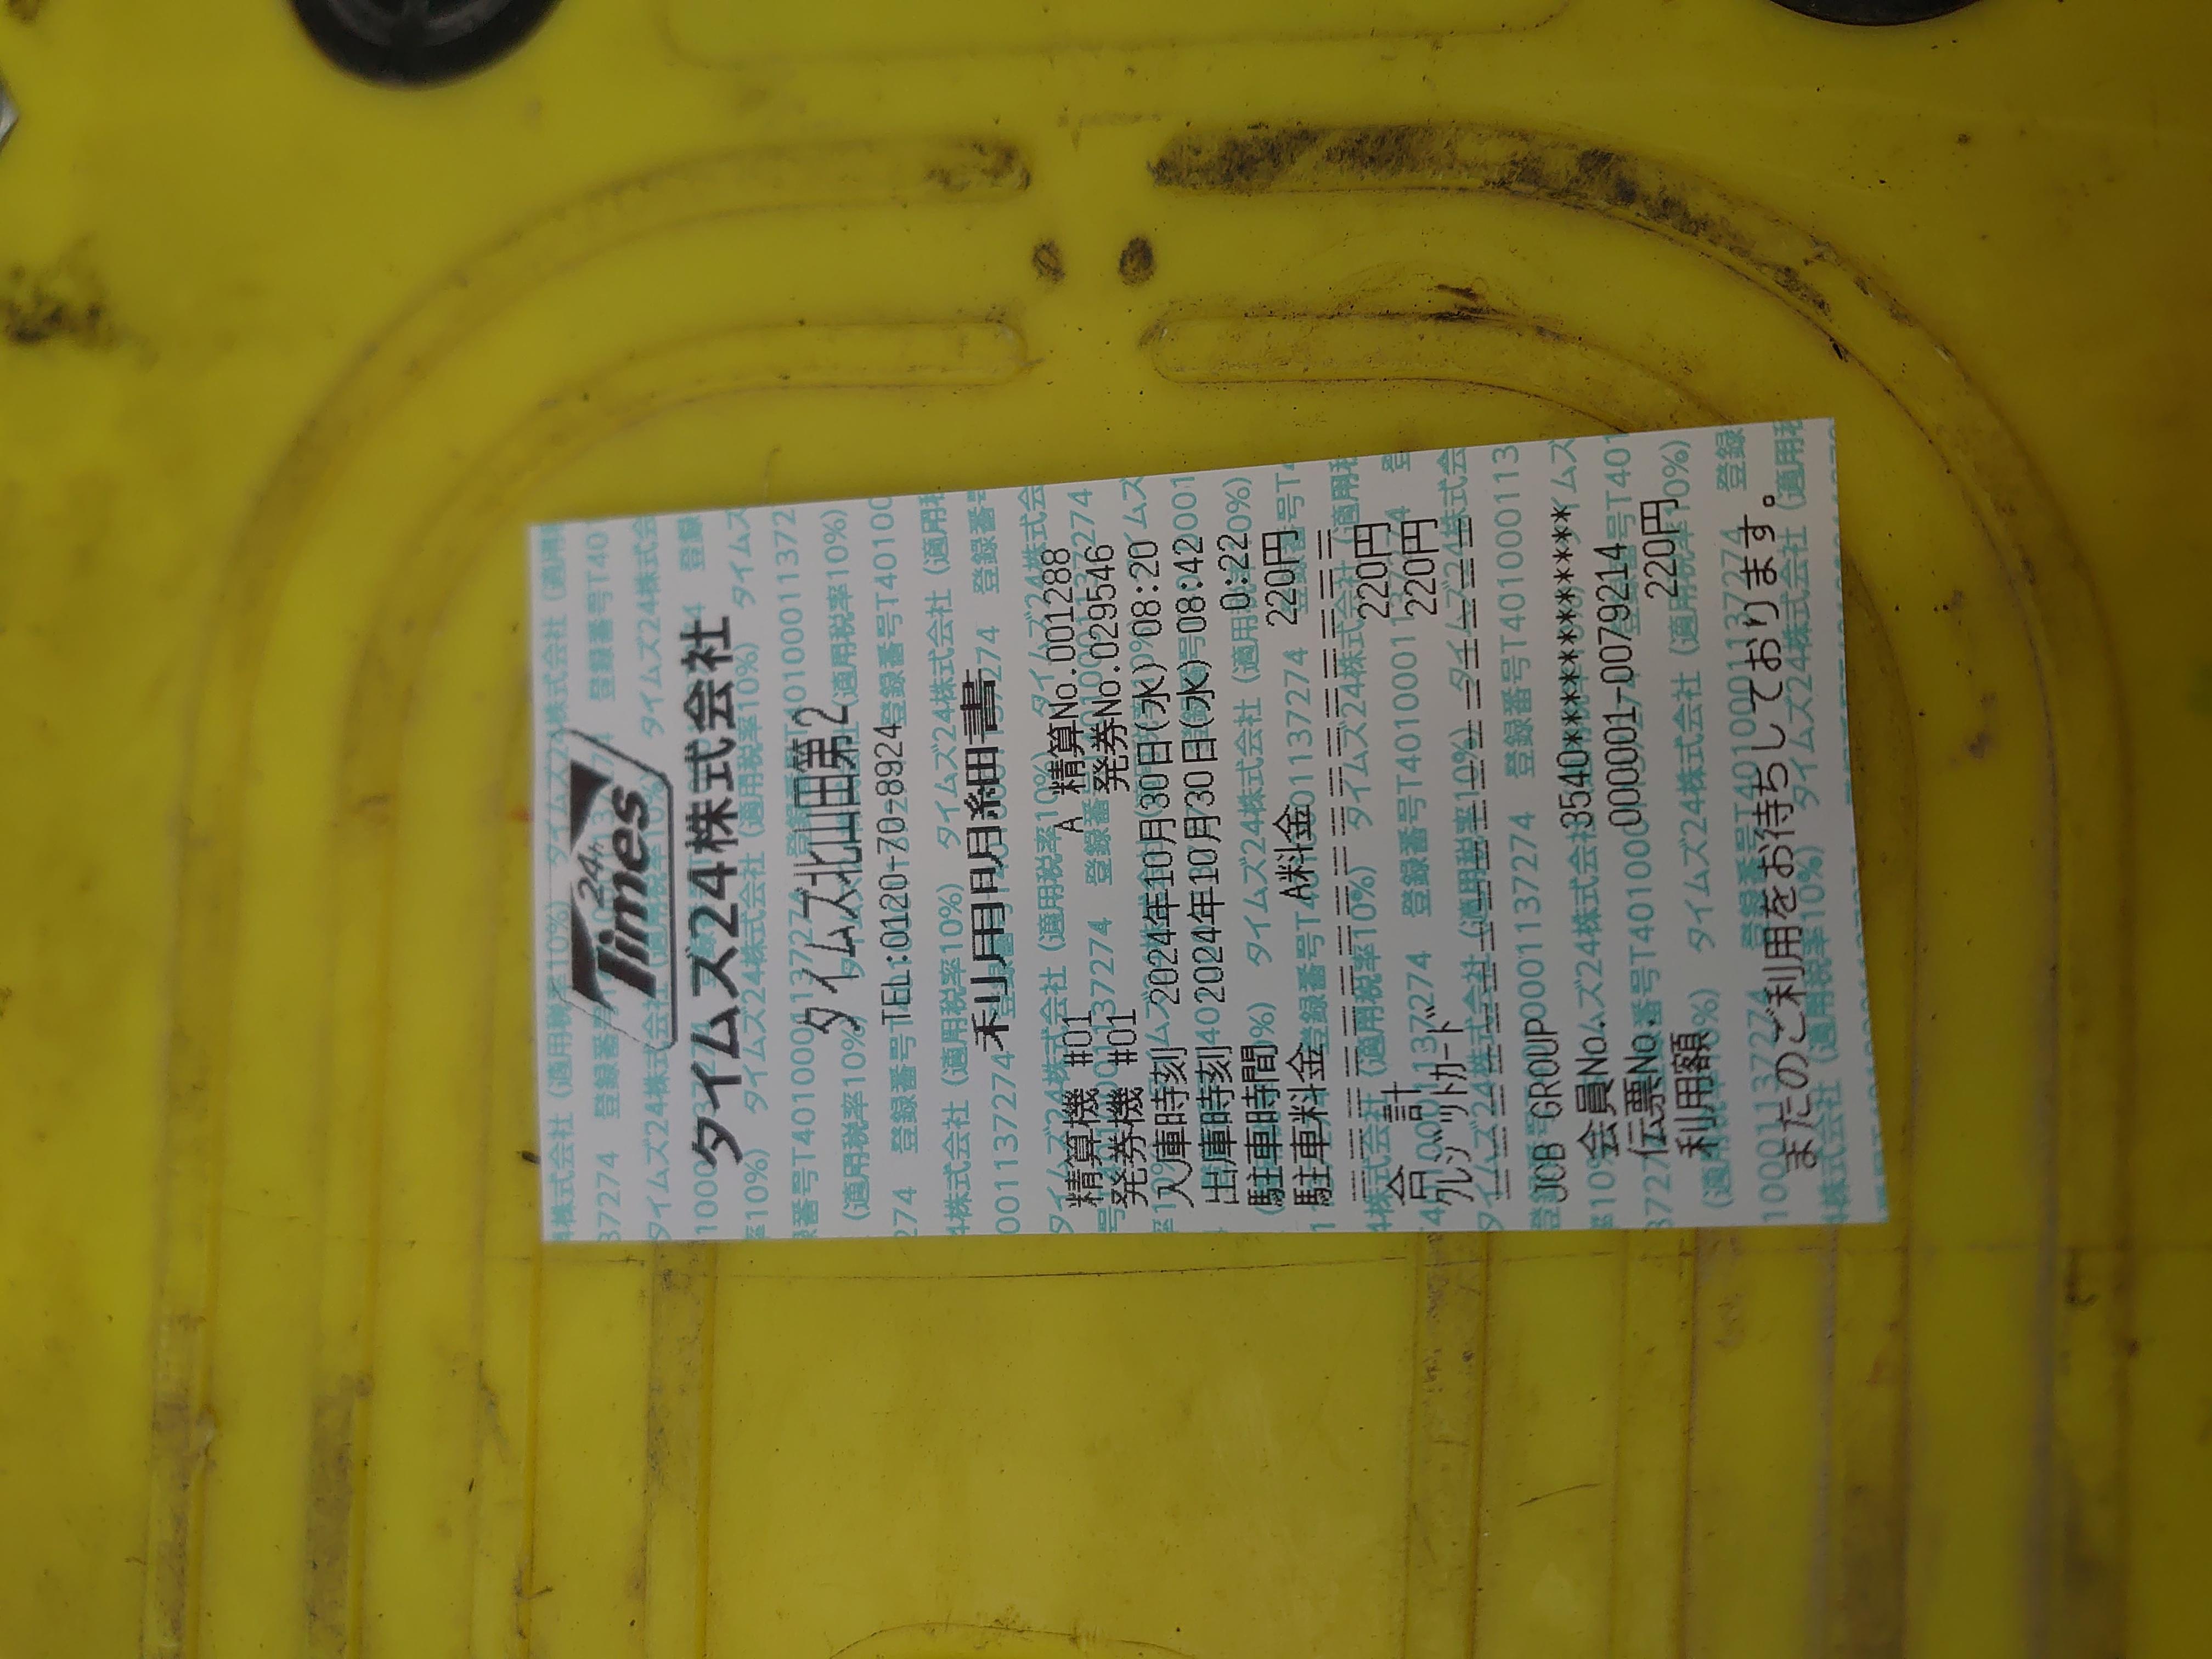 24h
Times
タイムズ24株式会社
タイムズ北山田第2
TEL:0120-70-8924
利用明細書
精算機 #01 A 精算No.001288
発券機 #01 発券No.029546
入庫時刻 2024年10月30日(水) 08:20
出庫時刻 2024年10月30日(水) 08:42
駐車時間 0:22
駐車料金 A料金 220円
合 計 220円
クレジットカード 220円
JCB GROUP
会員No. 3540************
伝票No. 000001-0079214
利用額 220円
またのご利用をお待ちしております。
タイムズ24株式会社 (適用税率10%)
登録番号T4010001137274